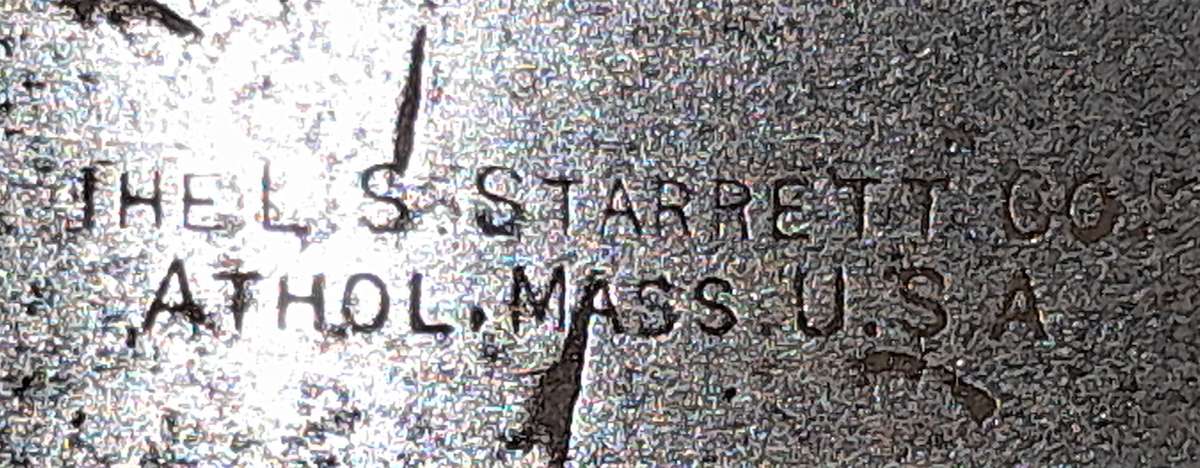 THE L. S. STARRETT CO.
ATHOL. MASS U.S.A